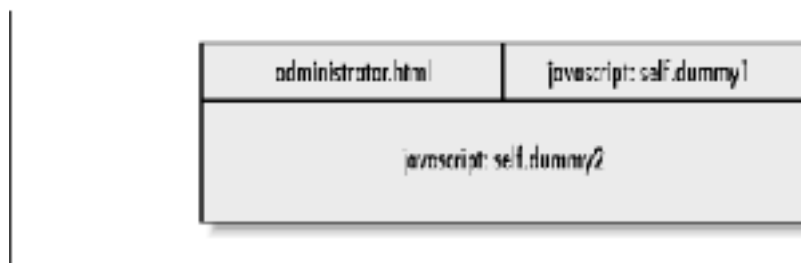 administrator.html
javascript: self.dummy1
javascript: self.dummy2